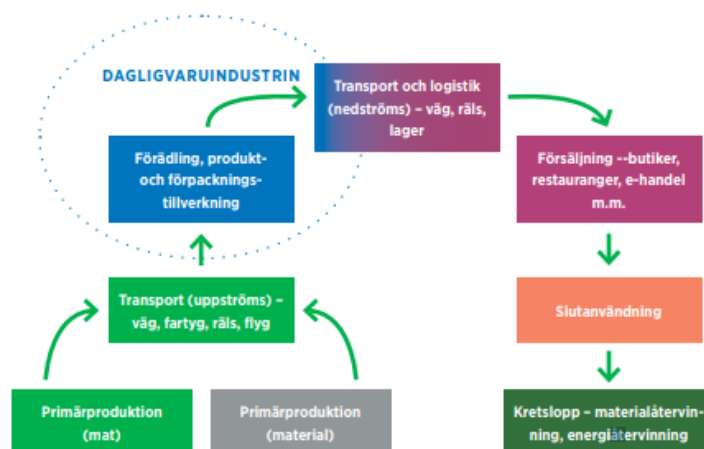 DAGLIGVARUINDUSTRIN
Transport och logistik
(nedströms) – väg, räls,
lager
Förädling, produkt-
och förpacknings-
tillverkning
Försäljning --butiker,
restauranger, e-handel
m.m.
Transport (uppströms) –
väg, fartyg, räls, flyg
Slutanvändning
Primärproduktion
(mat)
Primärproduktion
(material)
Kretslopp – materialåtervin-
ning, energiåtervinning